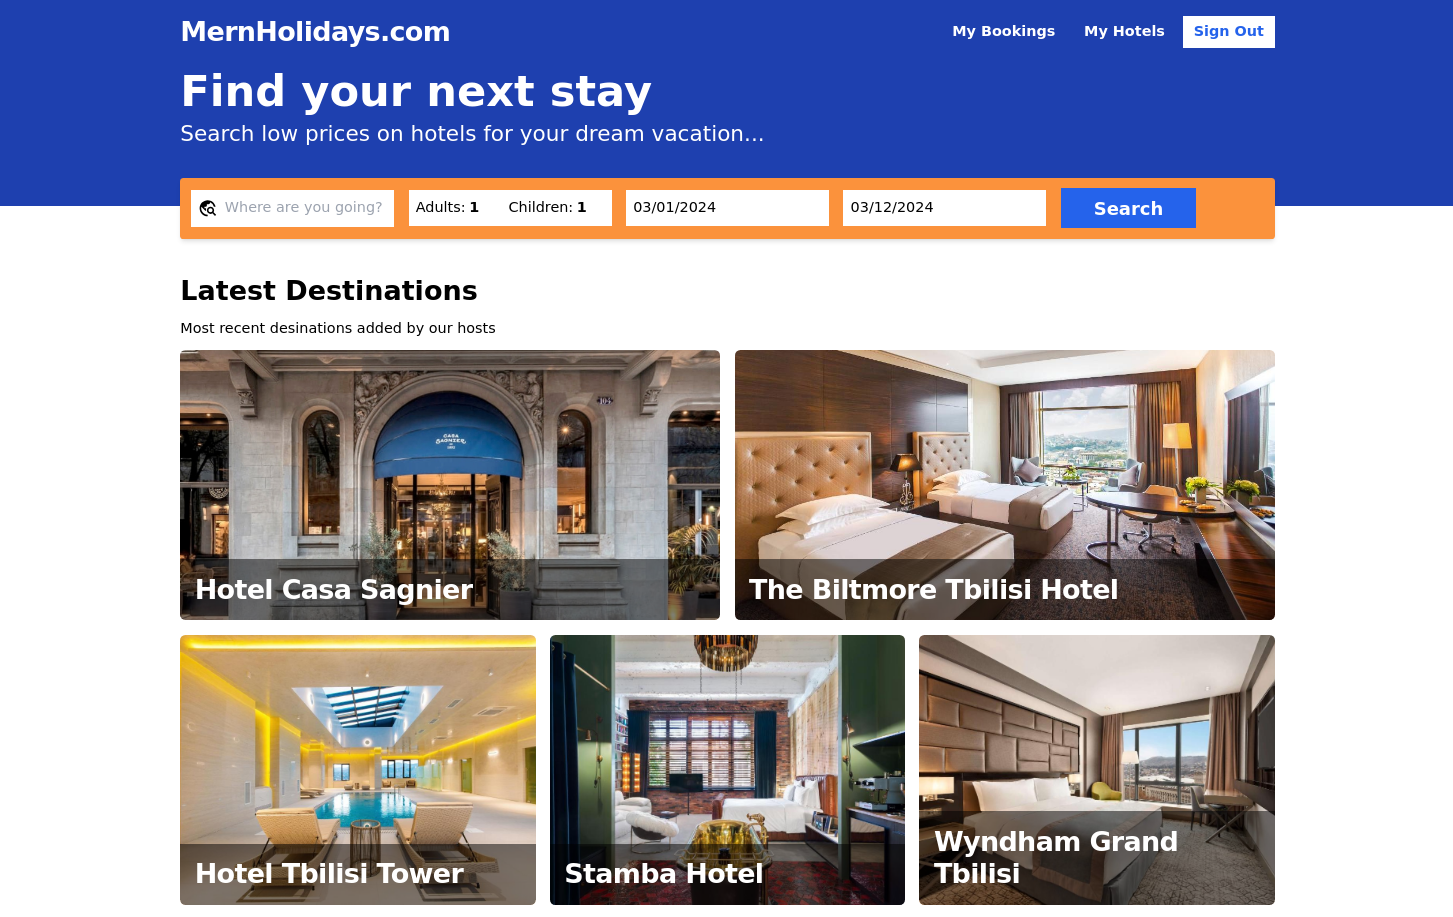 MernHolidays.com
My Bookings My Hotels Sign Out
Find your next stay
Search low prices on hotels for your dream vacation...
Where are you going? Adults: 1 Children: 1 03/01/2024 03/12/2024 Search
Latest Destinations
Most recent desinations added by our hosts
104
CASA
SAGNIER
Hotel Casa Sagnier
The Biltmore Tbilisi Hotel
Hotel Tbilisi Tower
Stamba Hotel
Wyndham Grand
Tbilisi